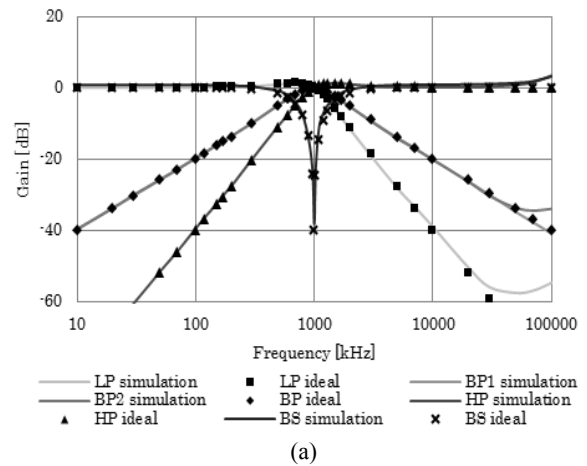 20
0
-20
-40
-60
Gain [dB]
10 100 1000 10000 100000
Frequency [kHz]
LP simulation LP ideal BP1 simulation
BP2 simulation BP ideal HP simulation
HP ideal BS simulation BS ideal
(a)